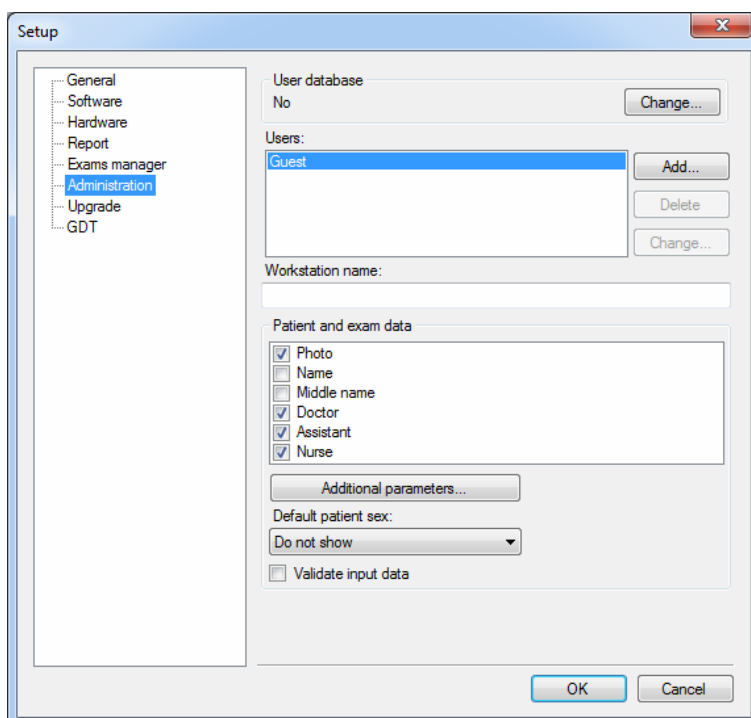 Setup
General
Software
Hardware
Report
Exams manager
Administration
Upgrade
GDT
User database
No
Change...
Users:
Guest
Add...
Delete
Change...
Workstation name:
Patient and exam data
Photo
Name
Middle name
Doctor
Assistant
Nurse
Additional parameters...
Default patient sex:
Do not show
Validate input data
OK
Cancel